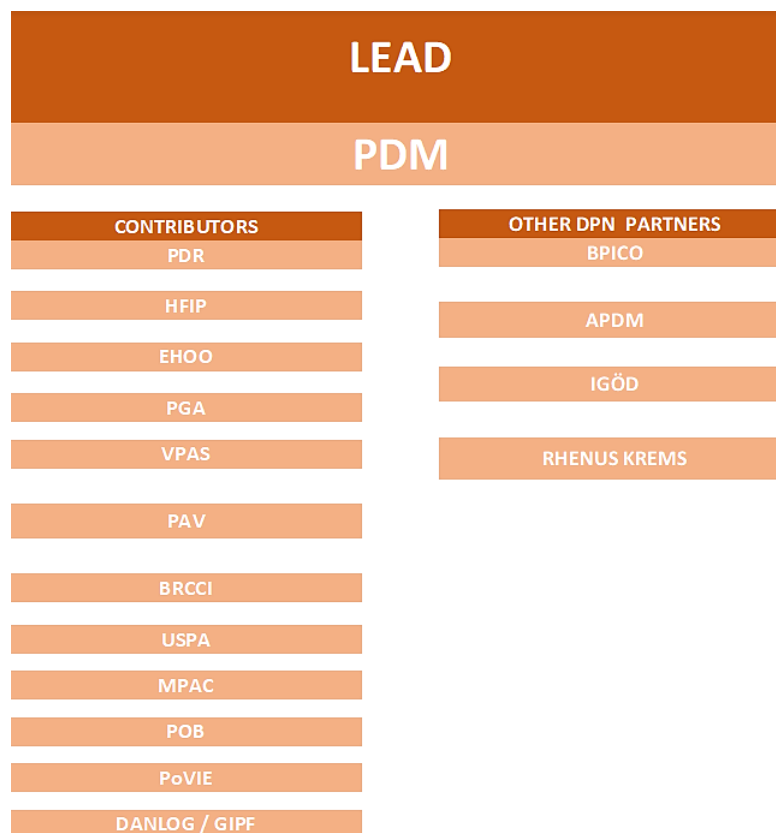 LEAD
PDM
CONTRIBUTORS
PDR
HFIP
EHOO
PGA
VPAS
PAV
BRCCI
USPA
MPAC
POB
PoVIE
DANLOG / GIPF
OTHER DPN PARTNERS
BPICO
APDM
IGÖD
RHENUS KREMS